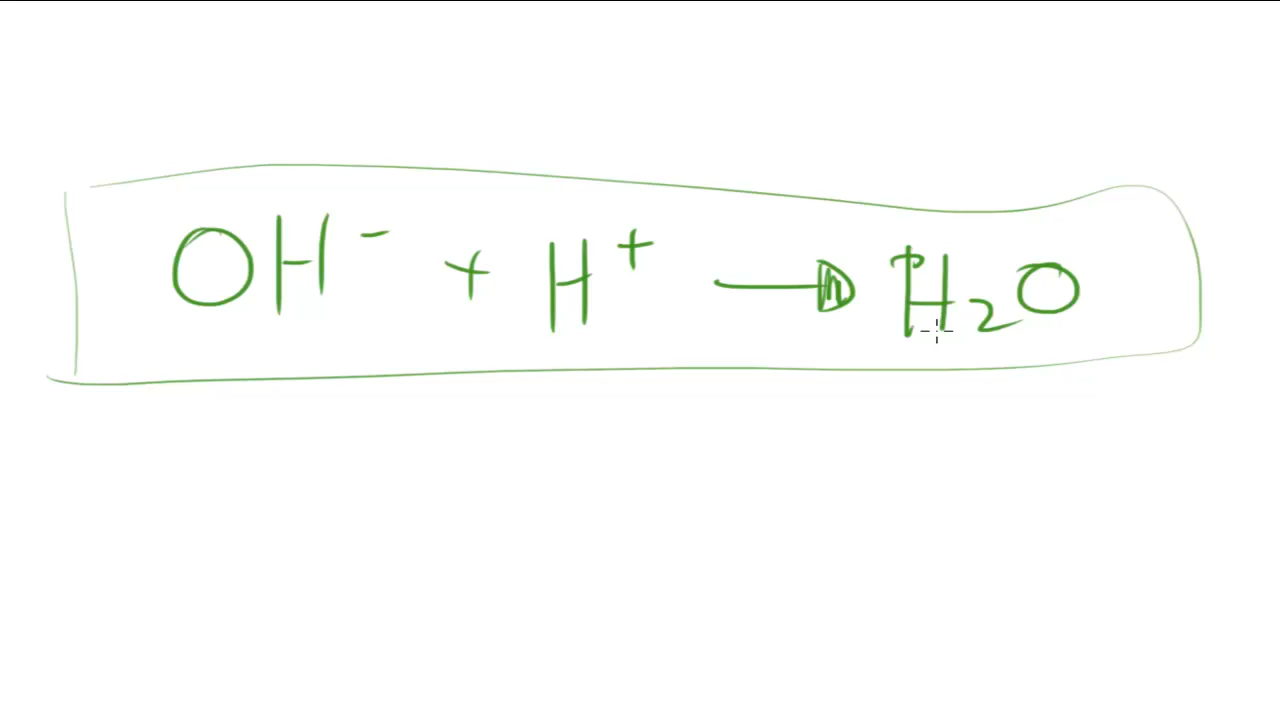 OH⁻ + H⁺ → H₂O